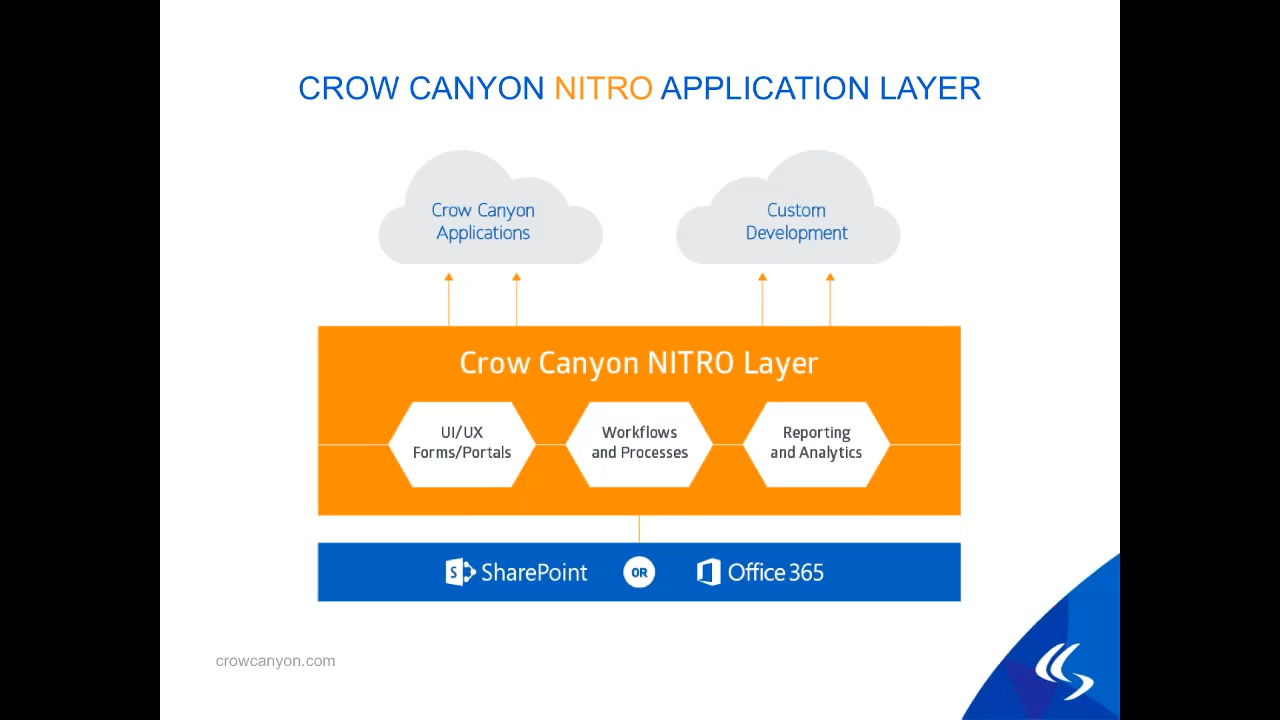 CROW CANYON NITRO APPLICATION LAYER
Crow Canyon
Applications
Custom
Development
Crow Canyon NITRO Layer
UI/UX
Forms/Portals
Workflows
and Processes
Reporting
and Analytics
S SharePoint OR Office 365
crowcanyon.com